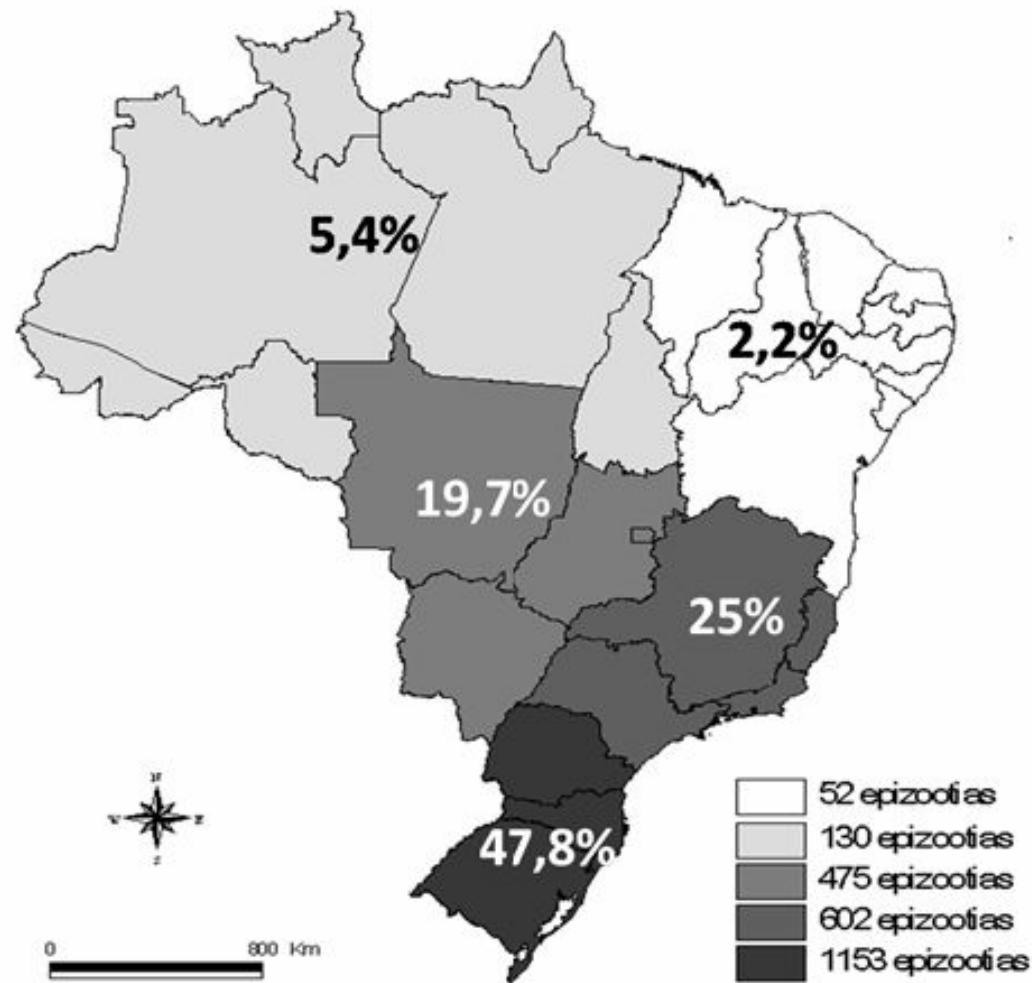 5,4%
2,2%
19,7%
25%
47,8%
N
S
0 800 Km
52 epizootias
130 epizootias
475 epizootias
602 epizootias
1153 epizootias